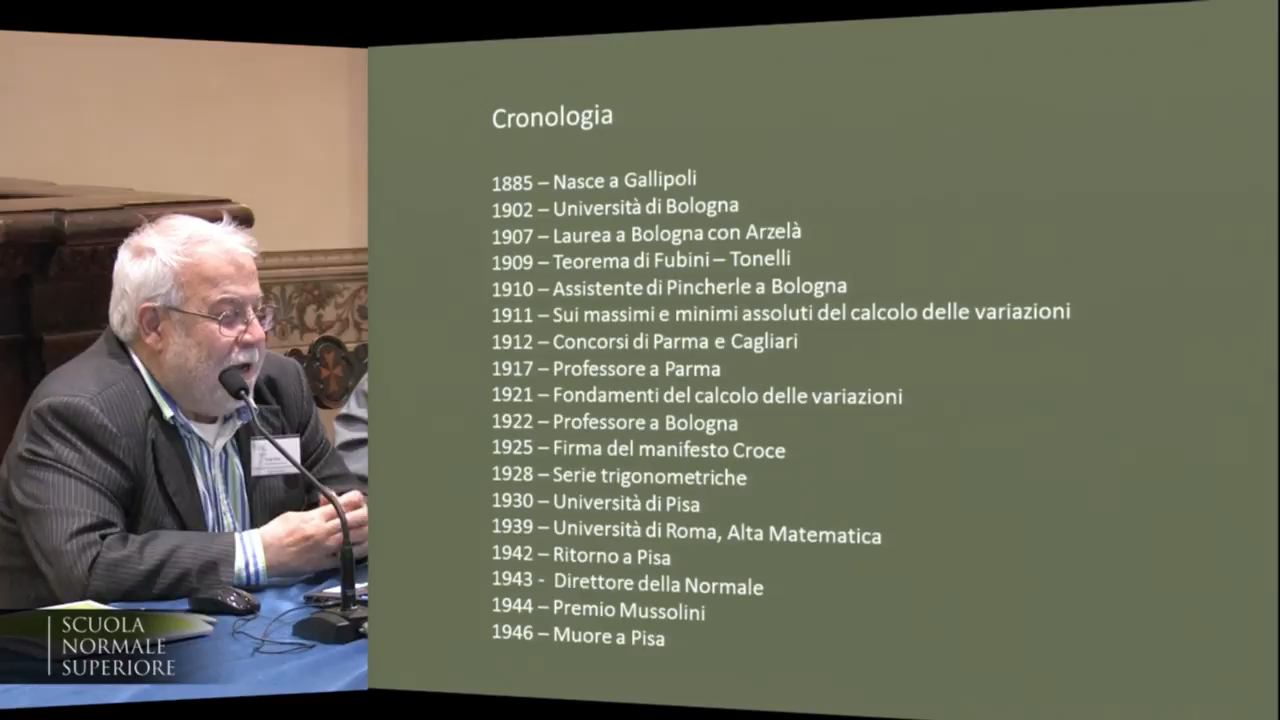 Cronologia
1885 – Nasce a Gallipoli
1902 – Università di Bologna
1907 – Laurea a Bologna con Arzelà
1909 – Teorema di Fubini – Tonelli
1910 – Assistente di Pincherle a Bologna
1911 – Sui massimi e minimi assoluti del calcolo delle variazioni
1912 – Concorsi di Parma e Cagliari
1917 – Professore a Parma
1921 – Fondamenti del calcolo delle variazioni
1922 – Professore a Bologna
1925 – Firma del manifesto Croce
1928 – Serie trigonometriche
1930 – Università di Pisa
1939 – Università di Roma, Alta Matematica
1942 – Ritorno a Pisa
1943 - Direttore della Normale
1944 – Premio Mussolini
1946 – Muore a Pisa
SCUOLA
NORMALE
SUPERIORE